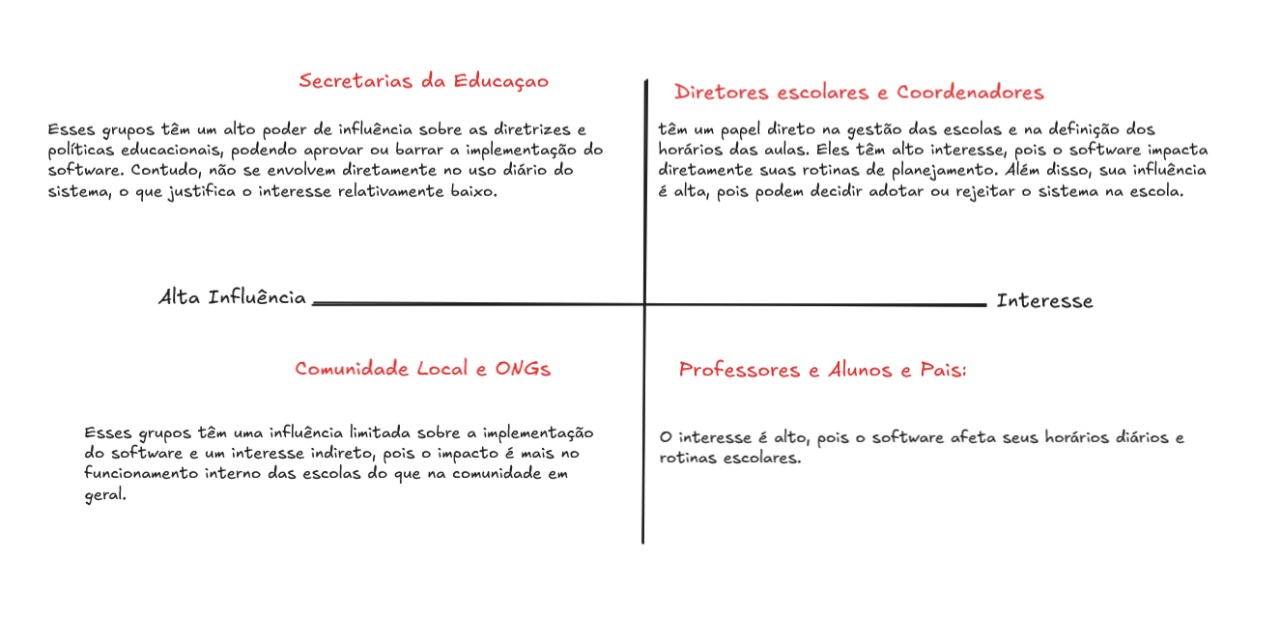 Secretarias da Educaçao
Esses grupos têm um alto poder de influência sobre as diretrizes e
políticas educacionais, podendo aprovar ou barrar a implementação do
software. Contudo, não se envolvem diretamente no uso diário do
sistema, o que justifica o interesse relativamente baixo.
Diretores escolares e Coordenadores
têm um papel direto na gestão das escolas e na definição dos
horários das aulas. Eles têm alto interesse, pois o software impacta
diretamente suas rotinas de planejamento. Além disso, sua influência
é alta, pois podem decidir adotar ou rejeitar o sistema na escola.
Alta Influência
Interesse
Comunidade Local e ONGs
Esses grupos têm uma influência limitada sobre a implementação
do software e um interesse indireto, pois o impacto é mais no
funcionamento interno das escolas do que na comunidade em
geral.
Professores e Alunos e Pais:
O interesse é alto, pois o software afeta seus horários diários e
rotinas escolares.